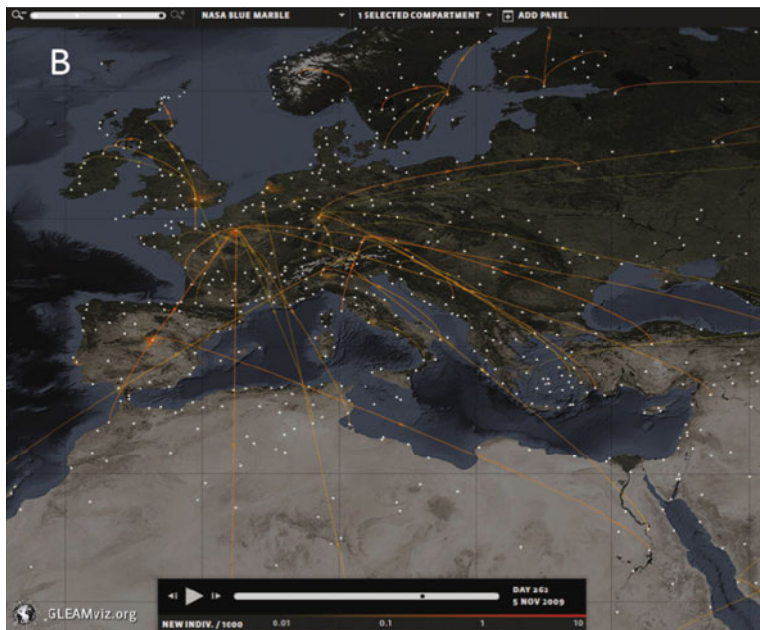 NASA BLUE MARBLE 1 SELECTED COMPARTMENT ADD PANEL
B
DAY 262
5 NOV 2009
GLEAMviz.org
NEW INDIV. / 1000 0.01 0.1 1 10